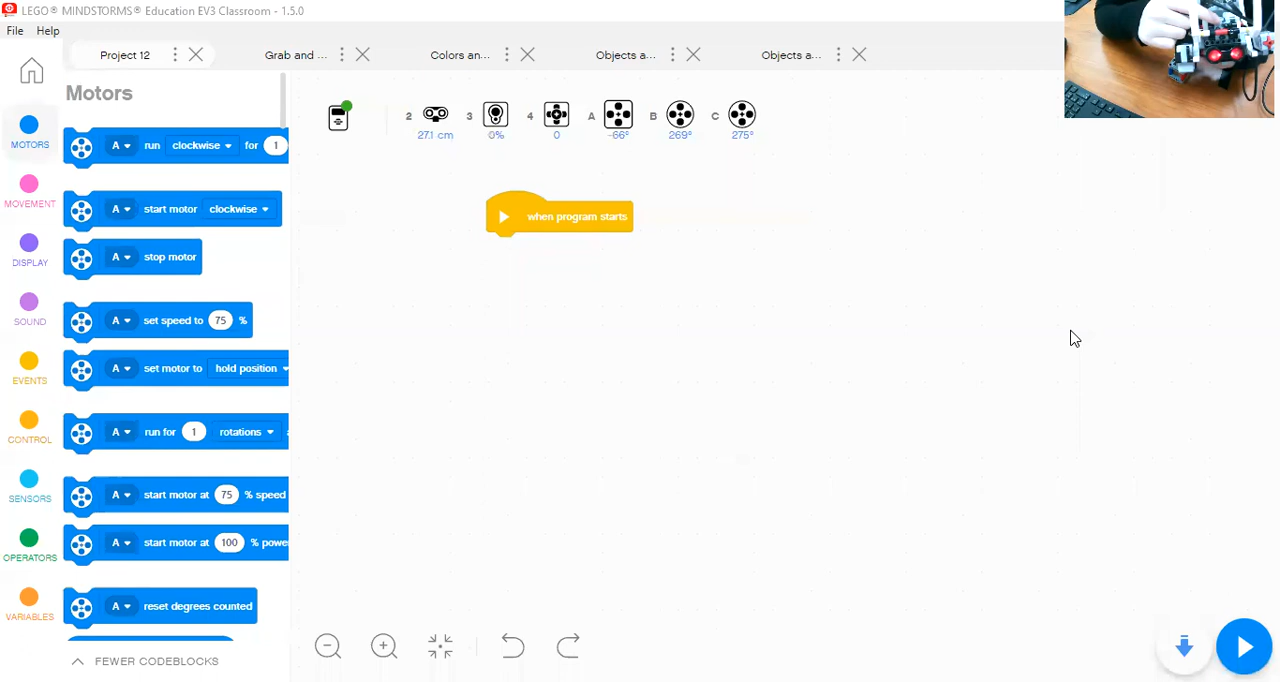 LEGO® MINDSTORMS® Education EV3 Classroom - 1.5.0
File Help
Project 12 Grab and ... Colors an... Objects a... Objects a...
Motors
2 3 4 A B C
27.1 cm 0% 0 -66° 269° 275°
MOTORS
MOVEMENT
DISPLAY
SOUND
EVENTS
CONTROL
SENSORS
OPERATORS
VARIABLES
A run clockwise for 1
A start motor clockwise
A stop motor
A set speed to 75 %
A set motor to hold position
A run for 1 rotations
A start motor at 75 % speed
A start motor at 100 % powe
A reset degrees counted
FEWER CODEBLOCKS
when program starts